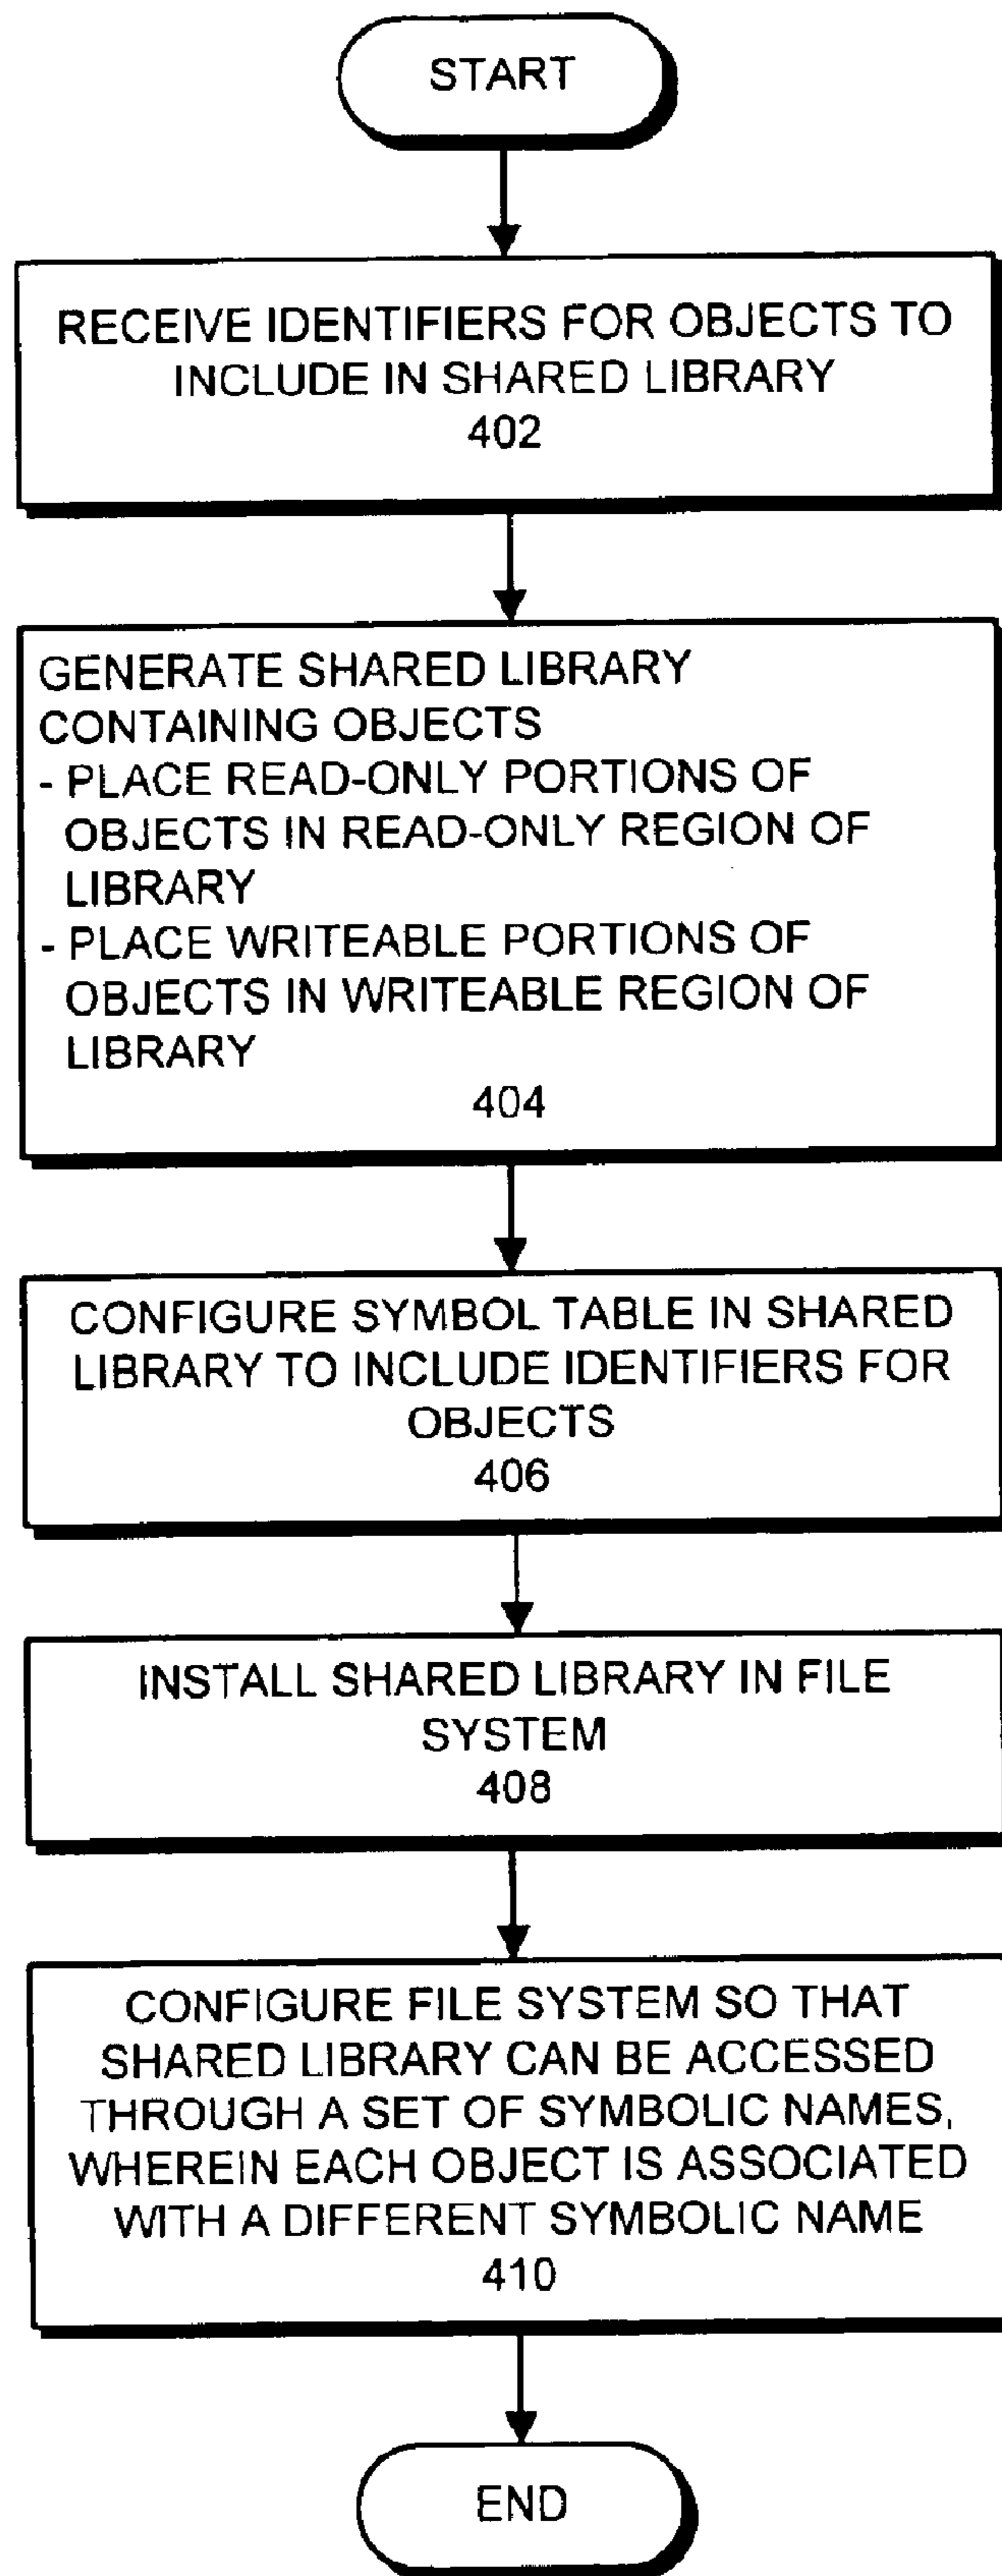 START
RECEIVE IDENTIFIERS FOR OBJECTS TO
INCLUDE IN SHARED LIBRARY
402
GENERATE SHARED LIBRARY
CONTAINING OBJECTS
- PLACE READ-ONLY PORTIONS OF
OBJECTS IN READ-ONLY REGION OF
LIBRARY
- PLACE WRITEABLE PORTIONS OF
OBJECTS IN WRITEABLE REGION OF
LIBRARY
404
CONFIGURE SYMBOL TABLE IN SHARED
LIBRARY TO INCLUDE IDENTIFIERS FOR
OBJECTS
406
INSTALL SHARED LIBRARY IN FILE
SYSTEM
408
CONFIGURE FILE SYSTEM SO THAT
SHARED LIBRARY CAN BE ACCESSED
THROUGH A SET OF SYMBOLIC NAMES,
WHEREIN EACH OBJECT IS ASSOCIATED
WITH A DIFFERENT SYMBOLIC NAME
410
END